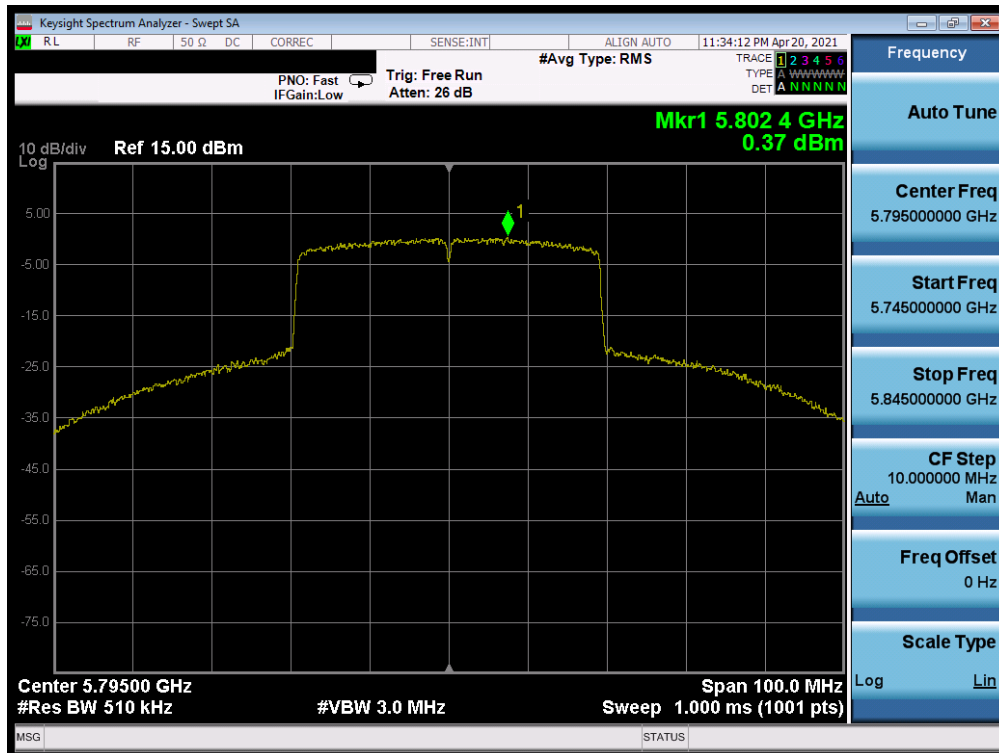 Keysight Spectrum Analyzer - Swept SA
LXI RL RF 50 Ω DC CORREC SENSE:INT ALIGN AUTO 11:34:12 PM Apr 20, 2021
#Avg Type: RMS TRACE 1 2 3 4 5 6
PNO: Fast Trig: Free Run TYPE A WWWWW
IFGain:Low Atten: 26 dB DET A N N N N N
Mkr1 5.802 4 GHz
0.37 dBm
10 dB/div Ref 15.00 dBm
Log
1
5.00
-5.00
-15.0
-25.0
-35.0
-45.0
-55.0
-65.0
-75.0
Center 5.79500 GHz Span 100.0 MHz
#Res BW 510 kHz #VBW 3.0 MHz Sweep 1.000 ms (1001 pts)
MSG STATUS
Frequency
Auto Tune
Center Freq
5.795000000 GHz
Start Freq
5.745000000 GHz
Stop Freq
5.845000000 GHz
CF Step
10.000000 MHz
Auto Man
Freq Offset
0 Hz
Scale Type
Log Lin